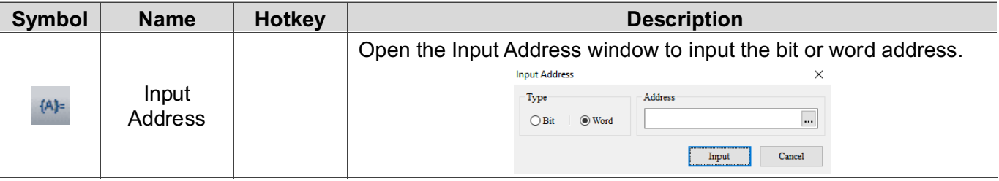 Symbol Name Hotkey Description
{A}=
Input
Address
Open the Input Address window to input the bit or word address.
Input Address
Type Address
Bit Word ...
Input Cancel